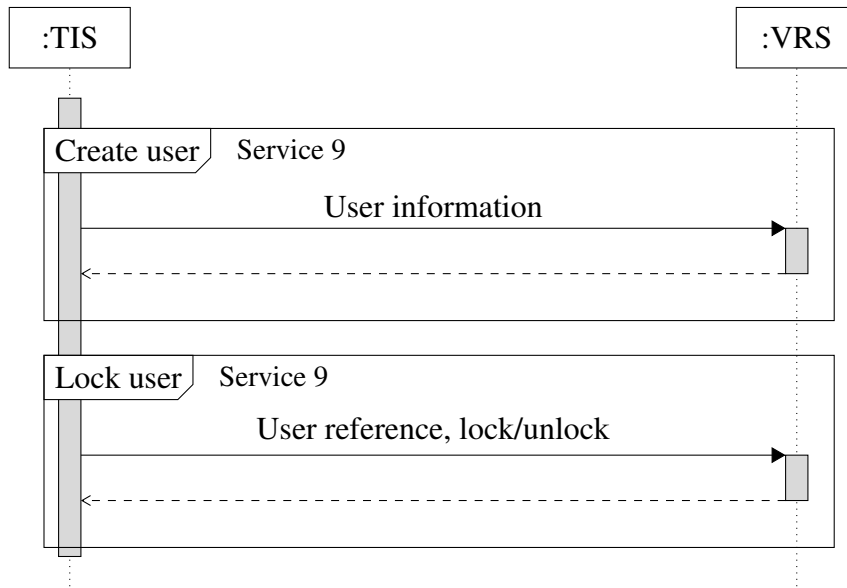 :TIS
:VRS
Create user
Service 9
User information
Lock user
Service 9
User reference, lock/unlock